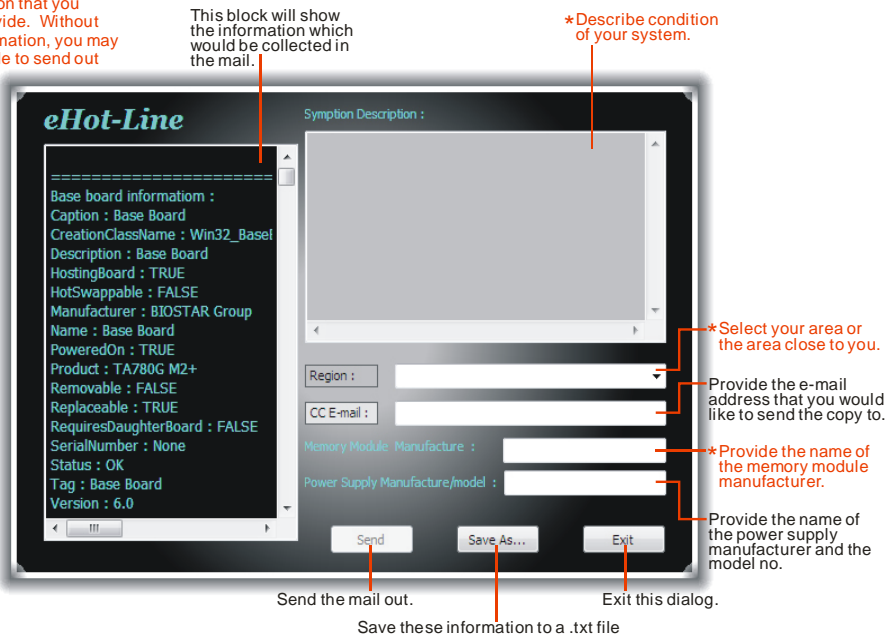 on that you
vide. Without
mation, you may
e to send out
This block will show
the information which
would be collected in
the mail.
*Describe condition
of your system.
eHot-Line
Symption Description :
=======================
Base board informatiom :
Caption : Base Board
CreationClassName : Win32_BaseB
Description : Base Board
HostingBoard : TRUE
HotSwappable : FALSE
Manufacturer : BIOSTAR Group
Name : Base Board
PoweredOn : TRUE
Product : TA780G M2+
Removable : FALSE
Replaceable : TRUE
RequiresDaughterBoard : FALSE
SerialNumber : None
Status : OK
Tag : Base Board
Version : 6.0
*Select your area or
the area close to you.
Region :
Provide the e-mail
address that you would
like to send the copy to.
CC E-mail :
Memory Module Manufacture :
*Provide the name of
the memory module
manufacturer.
Power Supply Manufacture/model :
Provide the name of
the power supply
manufacturer and the
model no.
Send
Save As...
Exit
Send the mail out.
Exit this dialog.
Save these information to a .txt file